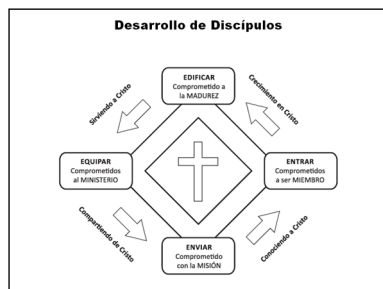 Desarrollo de Discípulos
EDIFICAR
Comprometido a
la MADUREZ
Sirviendo a Cristo
Crecimiento en Cristo
EQUIPAR
Comprometidos
al MINISTERIO
ENTRAR
Comprometidos
a ser MIEMBRO
Compartiendo de Cristo
Conociendo a Cristo
ENVIAR
Comprometido
con la MISIÓN